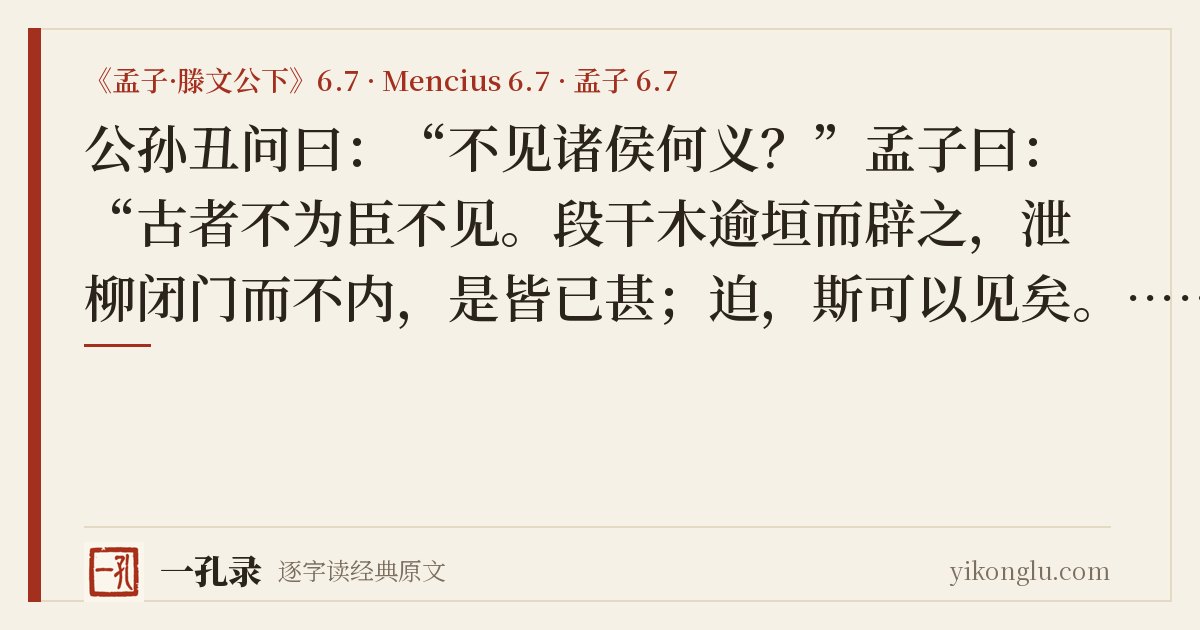 《孟子·滕文公下》6.7 · Mencius 6.7 · 孟子 6.7
公孙丑问曰：“不见诸侯何义？”孟子曰：
“古者不为臣不见。段干木逾垣而辟之，泄
柳闭门而不内，是皆已甚；迫，斯可以见矣。……
一孔
一孔录 逐字读经典原文
yikonglu.com